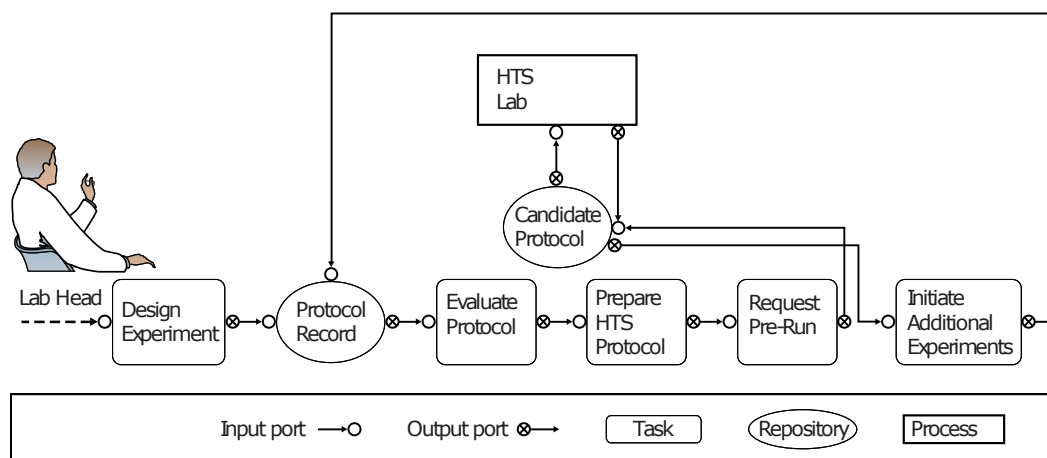 HTS
Lab
Candidate
Protocol
Lab Head
Design
Experiment
Protocol
Record
Evaluate
Protocol
Prepare
HTS
Protocol
Request
Pre-Run
Initiate
Additional
Experiments
Input port
Output port
Task
Repository
Process